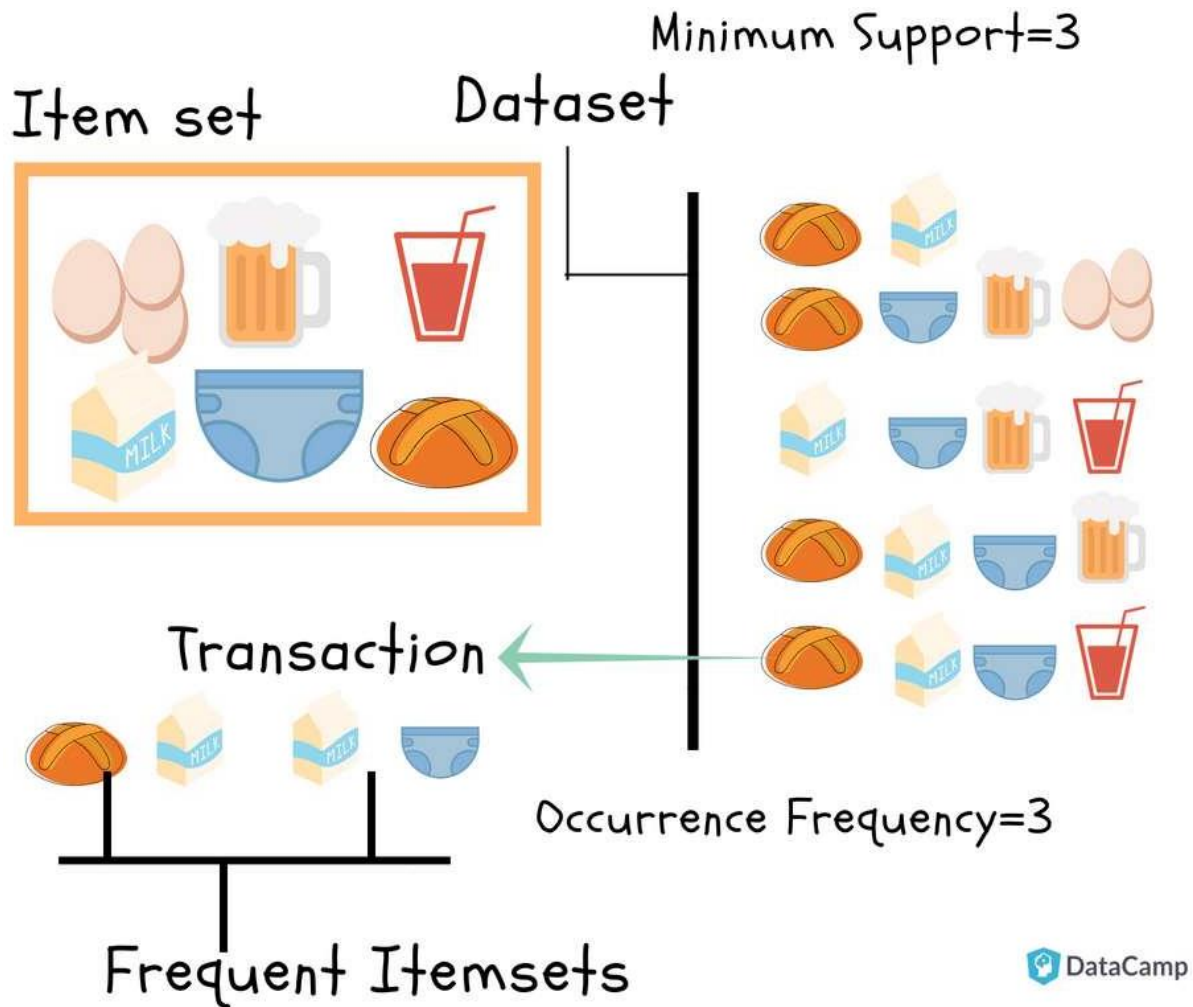 Minimum Support=3
Item set
Dataset
MILK
MILK
MILK
MILK
MILK
Transaction
MILK
MILK
Occurrence Frequency=3
Frequent Itemsets
DataCamp